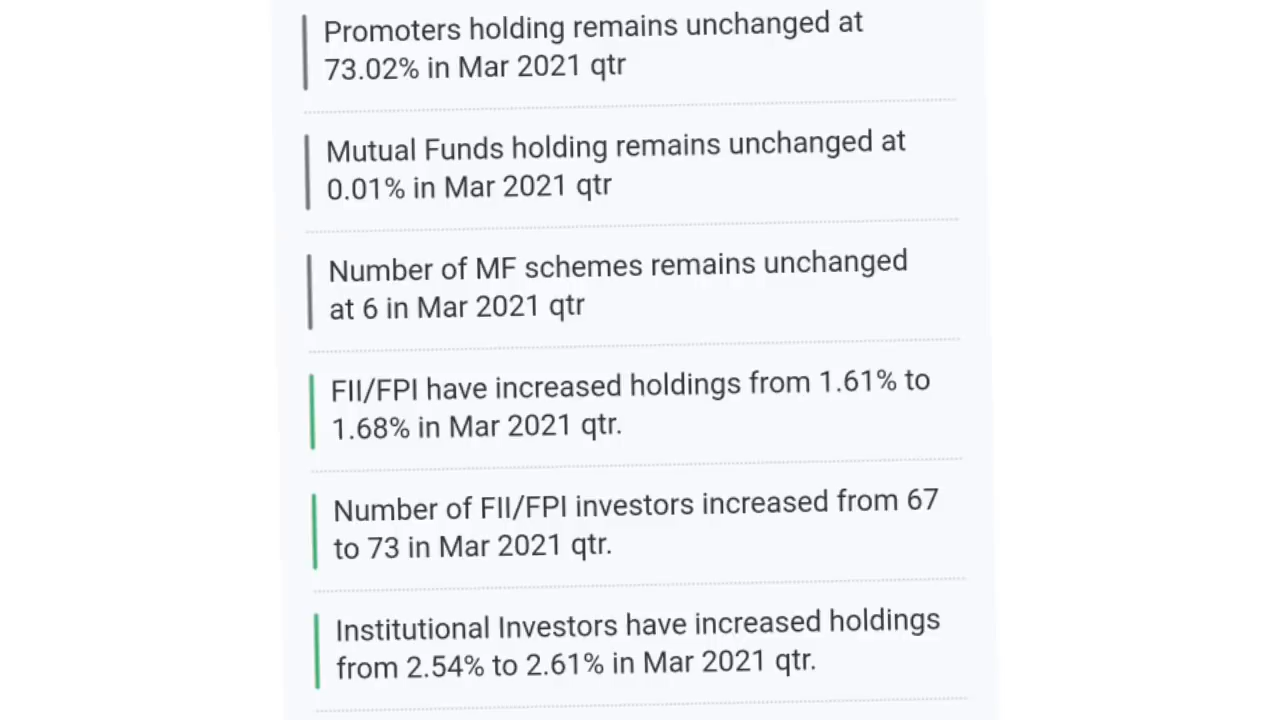 Promoters holding remains unchanged at
73.02% in Mar 2021 qtr
Mutual Funds holding remains unchanged at
0.01% in Mar 2021 qtr
Number of MF schemes remains unchanged
at 6 in Mar 2021 qtr
FII/FPI have increased holdings from 1.61% to
1.68% in Mar 2021 qtr.
Number of FII/FPI investors increased from 67
to 73 in Mar 2021 qtr.
Institutional Investors have increased holdings
from 2.54% to 2.61% in Mar 2021 qtr.